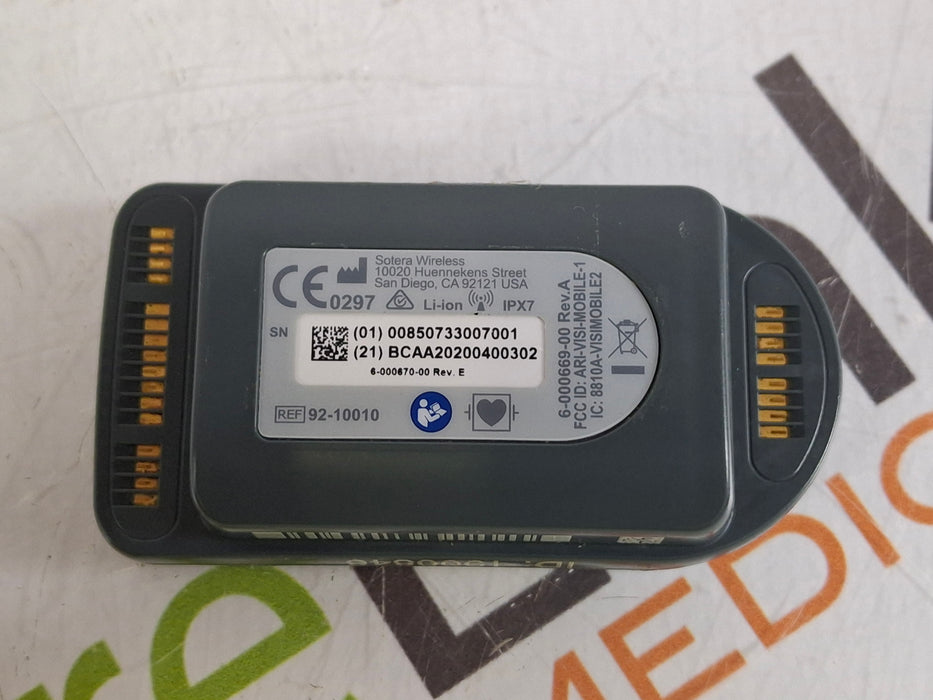 Sotera Wireless
10020 Huennekens Street
San Diego, CA 92121 USA
CE 0297 Li-ion IPX7
SN
(01) 00850733007001
(21) BCAA20200400302
6-000670-00 Rev. E
REF 92-10010
6-000669-00 Rev.A
FCC ID: ARI-VISI-MOBILE-1
IC: 8810A-VISIMOBILE2
MEDIC